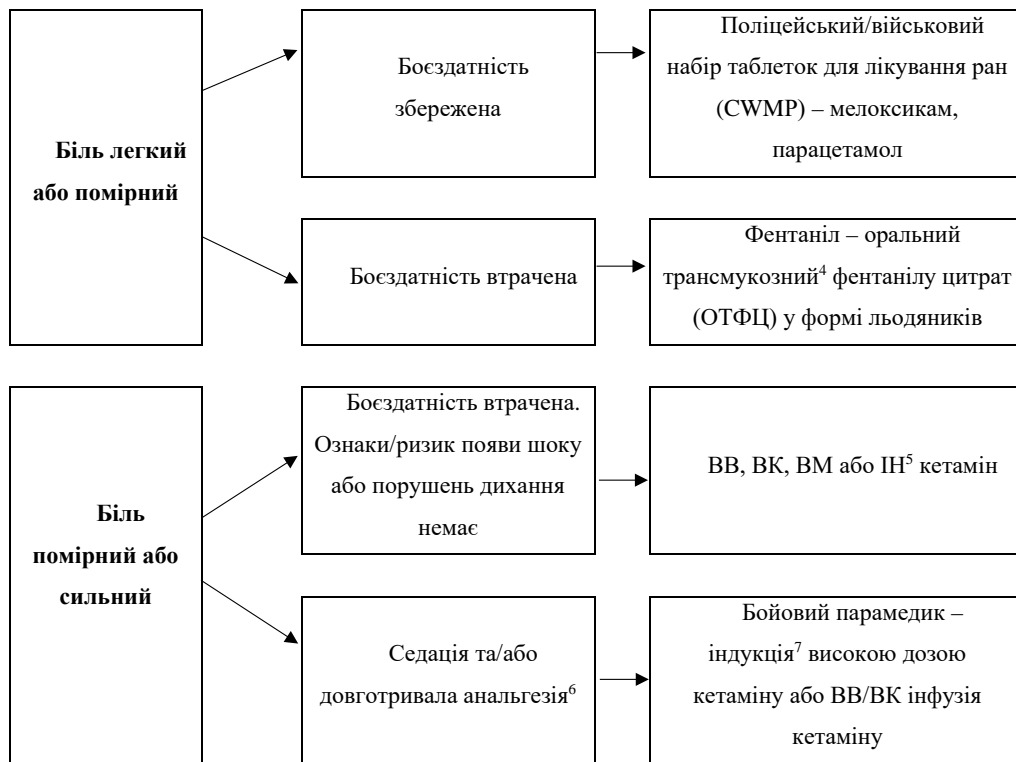 Біль легкий
або помірний
Боєздатність
збережена
Поліцейський/військовий
набір таблеток для лікування ран
(CWMP) – мелоксикам,
парацетамол
Боєздатність втрачена
Фентаніл – оральний
трансмукозний⁴ фентанілу цитрат
(ОТФЦ) у формі льодяників
Біль
помірний або
сильний
Боєздатність втрачена.
Ознаки/ризик появи шоку
або порушень дихання
немає
ВВ, ВК, ВМ або ІН⁵ кетамін
Седація та/або
довготривала анальгезія⁶
Бойовий парамедик –
індукція⁷ високою дозою
кетаміну або ВВ/ВК інфузія
кетаміну